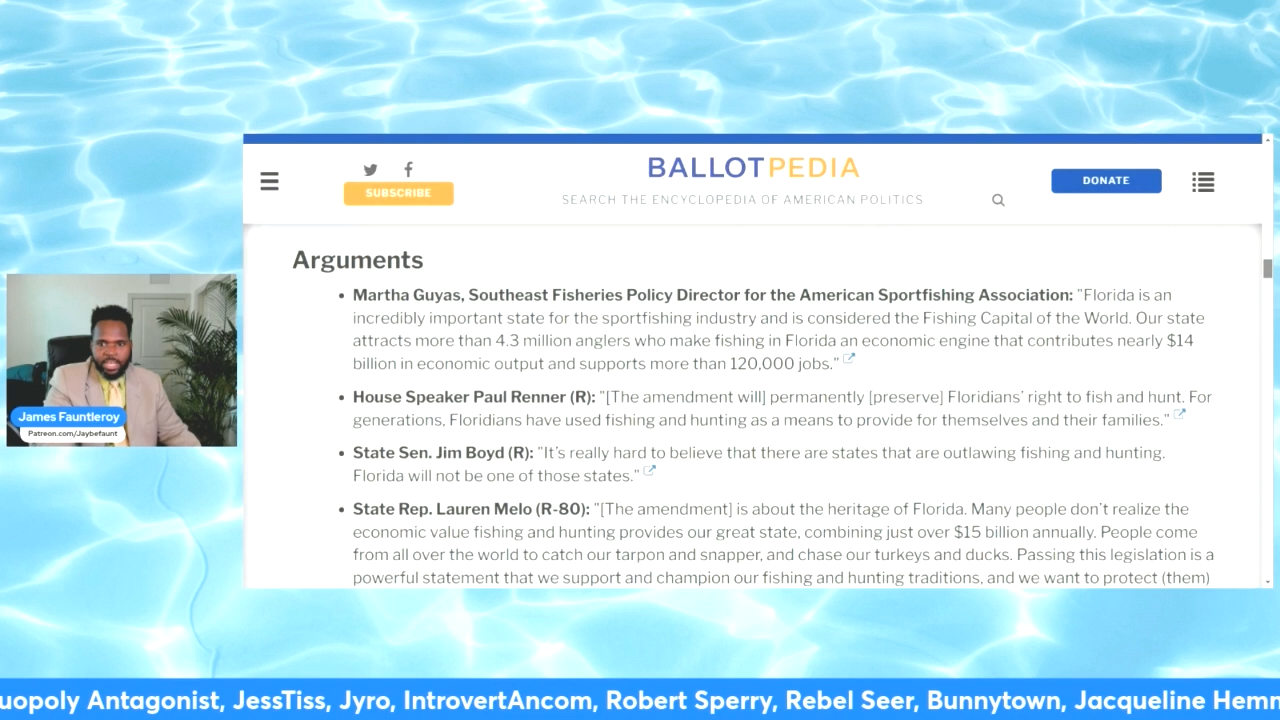 BALLOTPEDIA
SUBSCRIBE
DONATE
SEARCH THE ENCYCLOPEDIA OF AMERICAN POLITICS
Arguments
• Martha Guyas, Southeast Fisheries Policy Director for the American Sportfishing Association: "Florida is an
incredibly important state for the sportfishing industry and is considered the Fishing Capital of the World. Our state
attracts more than 4.3 million anglers who make fishing in Florida an economic engine that contributes nearly $14
billion in economic output and supports more than 120,000 jobs."
• House Speaker Paul Renner (R): "[The amendment will] permanently [preserve] Floridians’ right to fish and hunt. For
generations, Floridians have used fishing and hunting as a means to provide for themselves and their families."
• State Sen. Jim Boyd (R): "It’s really hard to believe that there are states that are outlawing fishing and hunting.
Florida will not be one of those states."
• State Rep. Lauren Melo (R-80): "[The amendment] is about the heritage of Florida. Many people don’t realize the
economic value fishing and hunting provides our great state, combining just over $15 billion annually. People come
from all over the world to catch our tarpon and snapper, and chase our turkeys and ducks. Passing this legislation is a
powerful statement that we support and champion our fishing and hunting traditions, and we want to protect (them)
James Fauntleroy
Patreon.com/Jaybefaunt
uopoly Antagonist, JessTiss, Jyro, IntrovertAncom, Robert Sperry, Rebel Seer, Bunnytown, Jacqueline Hem